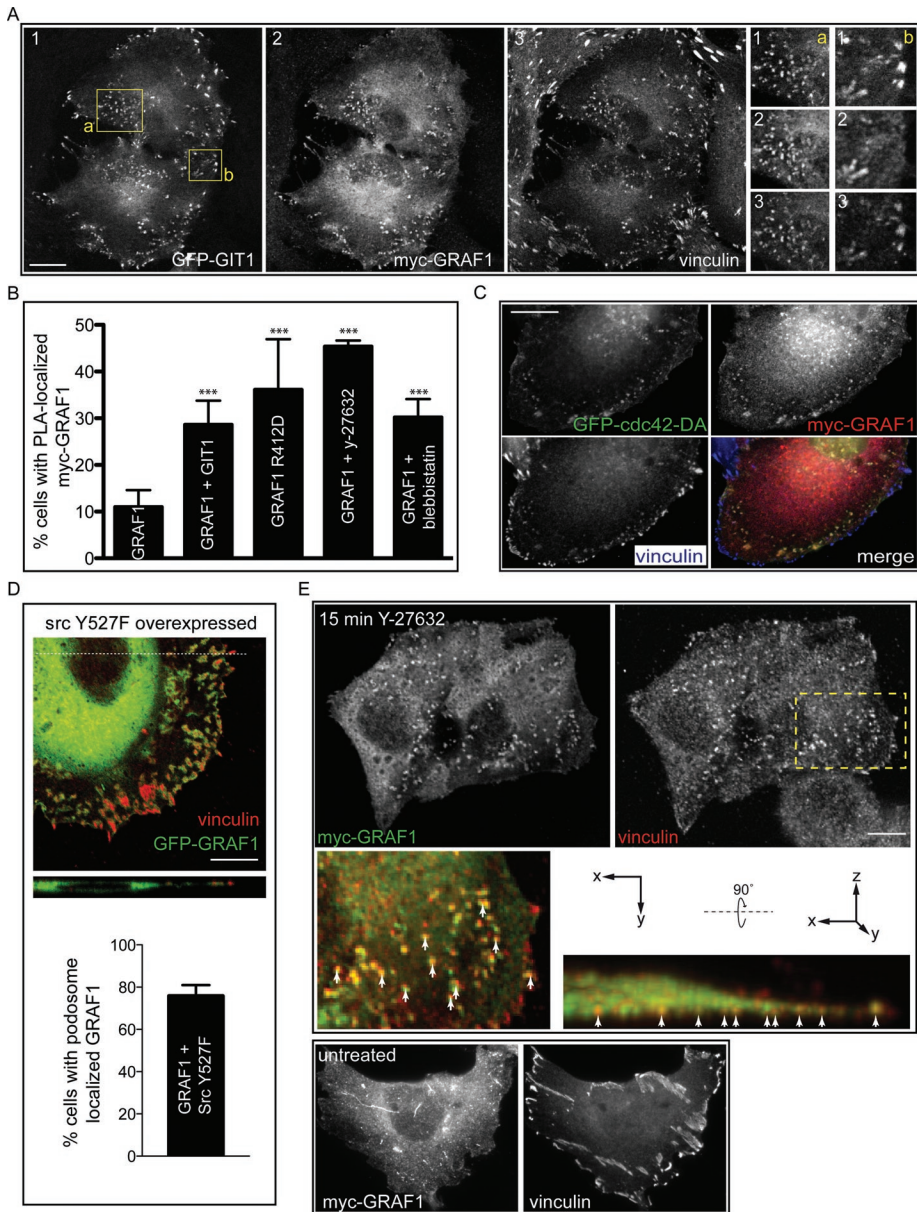 A
1
a
b
GFP-GIT1
2
myc-GRAF1
3
vinculin
1 a
2
3
1 b
2
3
B
% cells with PLA-localized
myc-GRAF1
50
40
30
20
10
0
GRAF1
***
GRAF1 + GIT1
***
GRAF1 R412D
***
GRAF1 + y-27632
***
GRAF1 +
blebbistatin
C
GFP-cdc42-DA
myc-GRAF1
vinculin
merge
D
src Y527F overexpressed
vinculin
GFP-GRAF1
% cells with podosome
localized GRAF1
100
80
60
40
20
0
GRAF1 +
Src Y527F
E
15 min Y-27632
myc-GRAF1
vinculin
x
y
90°
z
x
y
untreated
myc-GRAF1
vinculin